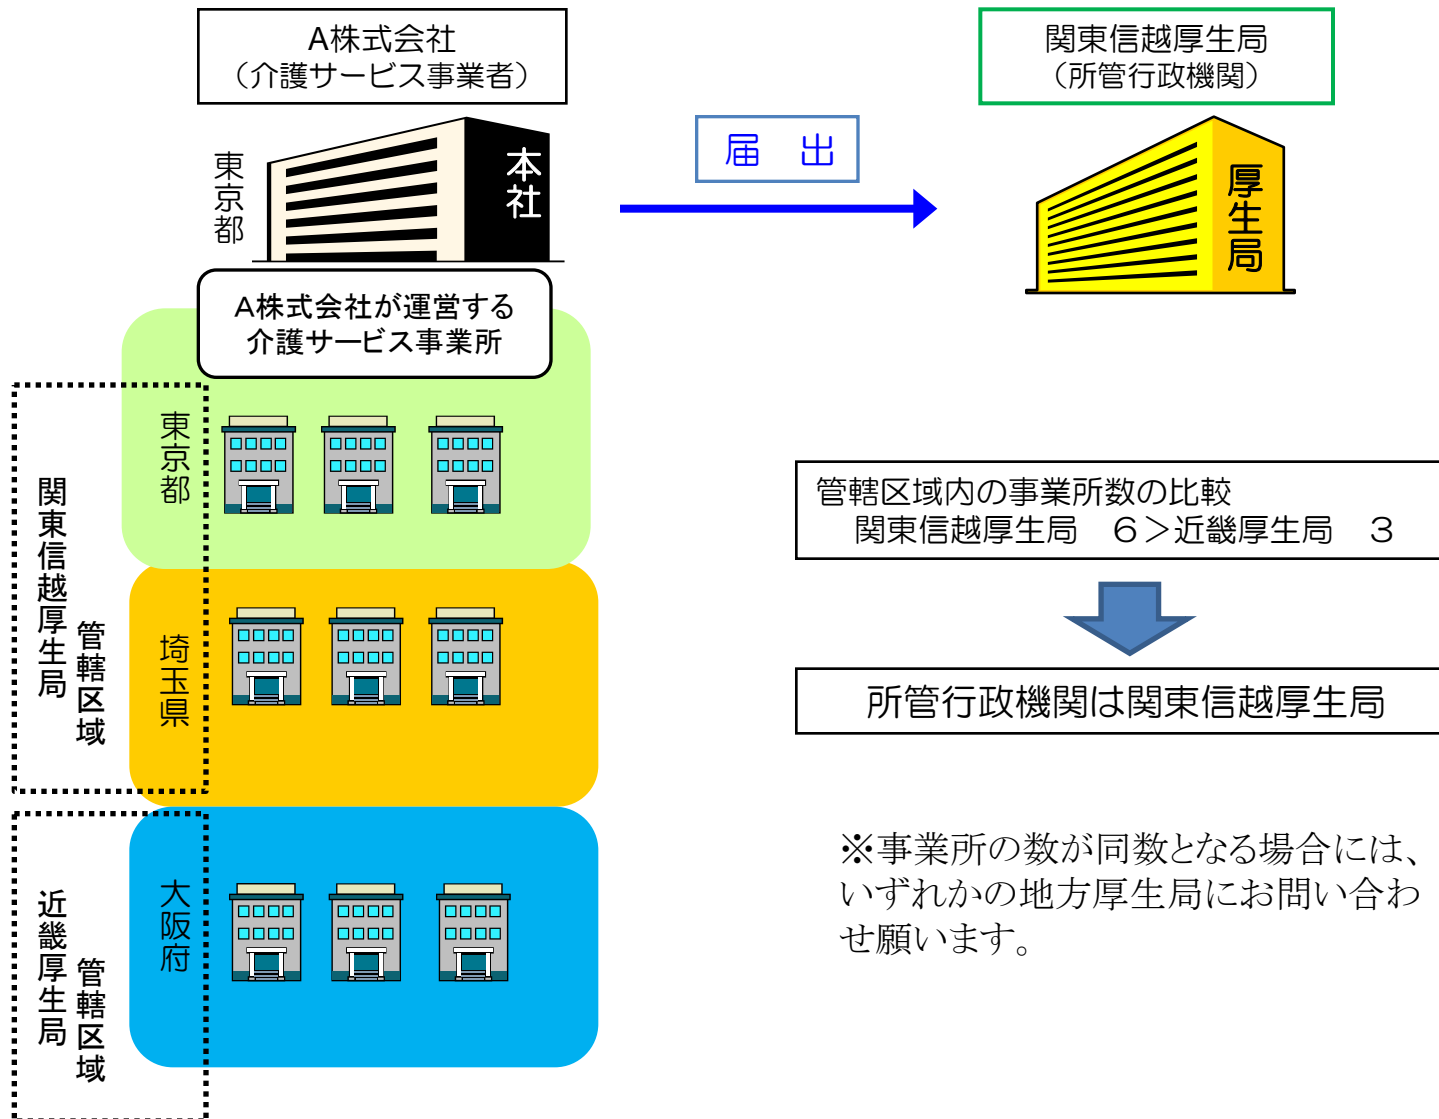 A株式会社
（介護サービス事業者）
関東信越厚生局
（所管行政機関）
届　出
東京都
本社
厚生局
A株式会社が運営する
介護サービス事業所
関東信越厚生局
管轄区域
東京都
埼玉県
近畿厚生局
管轄区域
大阪府
管轄区域内の事業所数の比較
関東信越厚生局　６＞近畿厚生局　３
所管行政機関は関東信越厚生局
※事業所の数が同数となる場合には、
いずれかの地方厚生局にお問い合わ
せ願います。